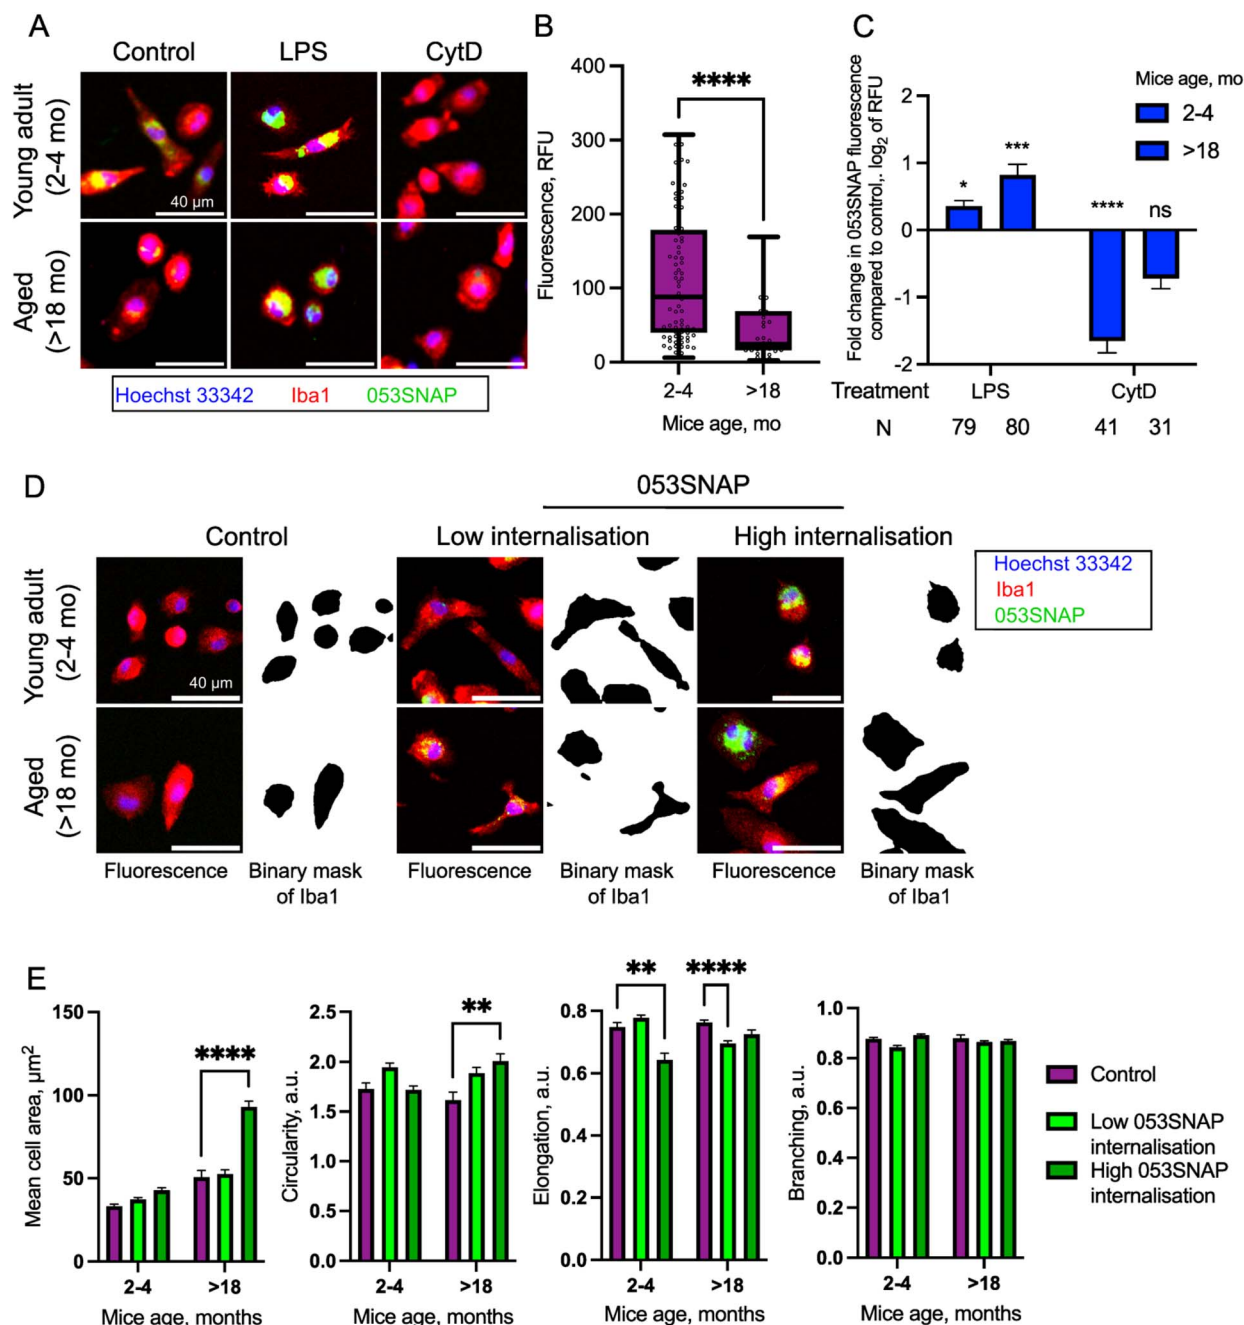 A
Control
LPS
CytD
Young adult
(2-4 mo)
40 µm
Aged
(>18 mo)
Hoechst 33342 Iba1 053SNAP
B
Fluorescence, RFU
400
300
200
100
0
****
2-4
>18
Mice age, mo
C
Fold change in 053SNAP fluorescence
compared to control,. log2 of RFU
2
1
0
-1
-2
*
***
****
ns
Mice age, mo
2-4
>18
Treatment LPS CytD
N 79 80 41 31
D
053SNAP
Control
Low internalisation
High internalisation
Young adult
(2-4 mo)
40 µm
Aged
(>18 mo)
Hoechst 33342
Iba1
053SNAP
Fluorescence
Binary mask
of Iba1
Fluorescence
Binary mask
of Iba1
Fluorescence
Binary mask
of Iba1
E
Mean cell area, µm²
150
100
50
0
****
2-4
>18
Mice age, months
Circularity, a.u.
2.5
2.0
1.5
1.0
0.5
0.0
**
2-4
>18
Mice age, months
Elongation, a.u.
0.8
0.6
0.4
0.2
0.0
**
****
2-4
>18
Mice age, months
Branching, a.u.
1.0
0.8
0.6
0.4
0.2
0.0
2-4
>18
Mice age, months
Control
Low 053SNAP
internalisation
High 053SNAP
internalisation